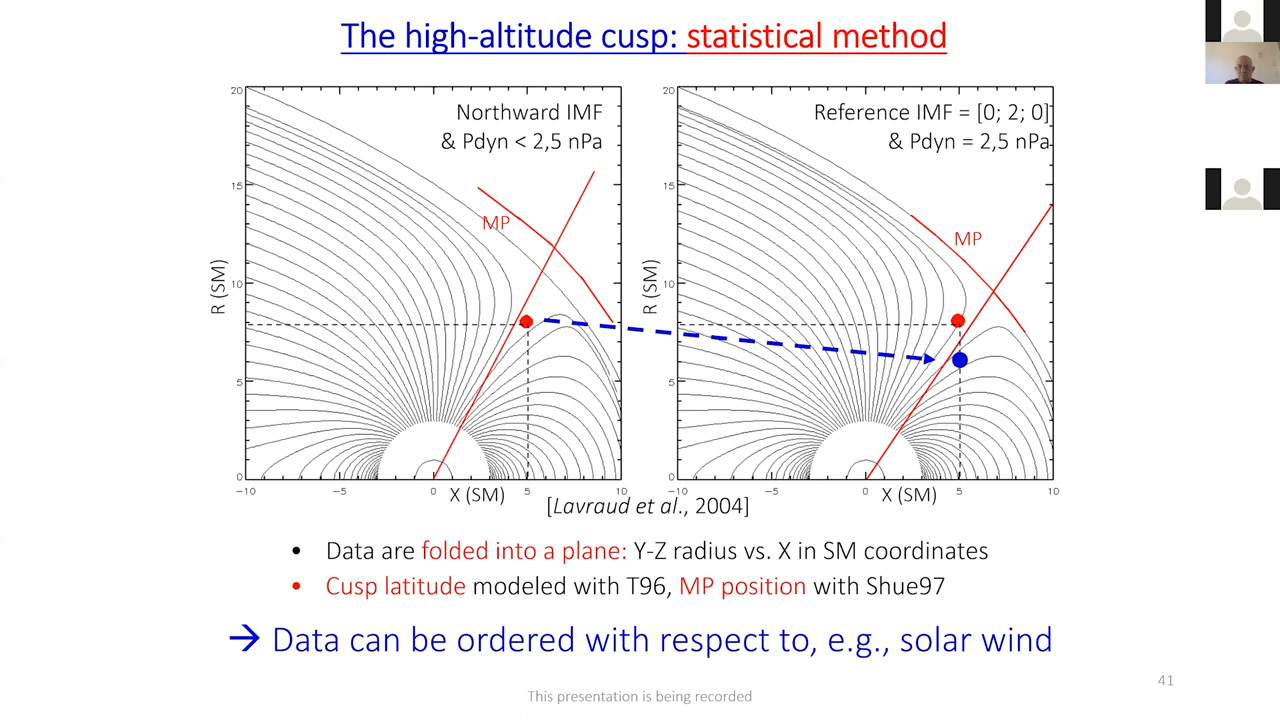 The high-altitude cusp: statistical method
Northward IMF
& Pdyn < 2,5 nPa
MP
R (SM)
20
15
10
5
0
-10
-5
0
5
10
X (SM)
Reference IMF = [0; 2; 0]
& Pdyn = 2,5 nPa
MP
R (SM)
20
15
10
5
0
-10
-5
0
5
10
X (SM)
[Lavraud et al., 2004]
• Data are folded into a plane: Y-Z radius vs. X in SM coordinates
• Cusp latitude modeled with T96, MP position with Shue97
→ Data can be ordered with respect to, e.g., solar wind
41
This presentation is being recorded